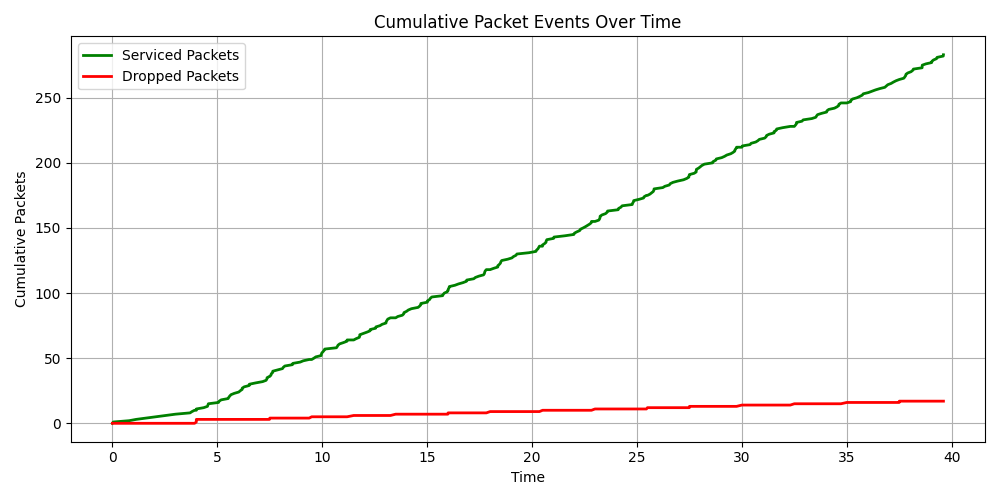 Cumulative Packet Events Over Time
Serviced Packets
Dropped Packets
Cumulative Packets
250
200
150
100
50
0
0 5 10 15 20 25 30 35 40
Time